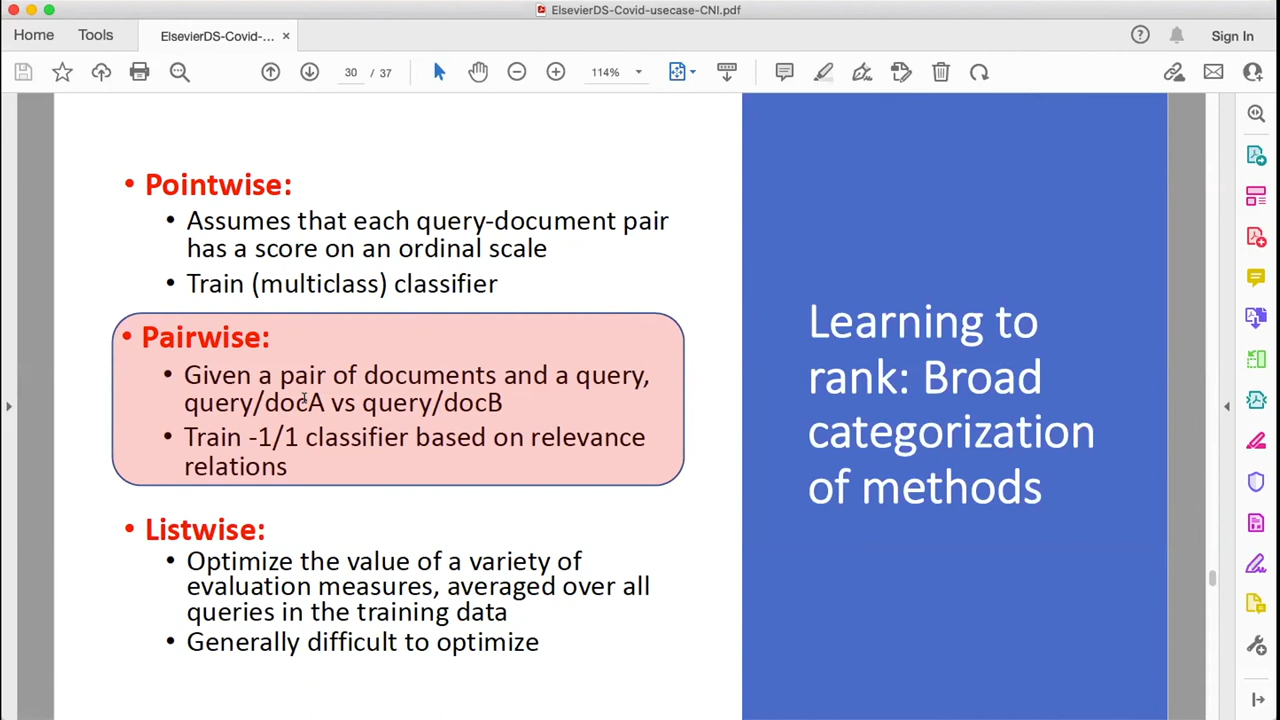 ElsevierDS-Covid-usecase-CNI.pdf
Home
Tools
ElsevierDS-Covid-...
×
?
Sign In
30 / 37
114%
• Pointwise:
• Assumes that each query-document pair
has a score on an ordinal scale
• Train (multiclass) classifier
• Pairwise:
• Given a pair of documents and a query,
query/docA vs query/docB
• Train -1/1 classifier based on relevance
relations
• Listwise:
• Optimize the value of a variety of
evaluation measures, averaged over all
queries in the training data
• Generally difficult to optimize
Learning to
rank: Broad
categorization
of methods